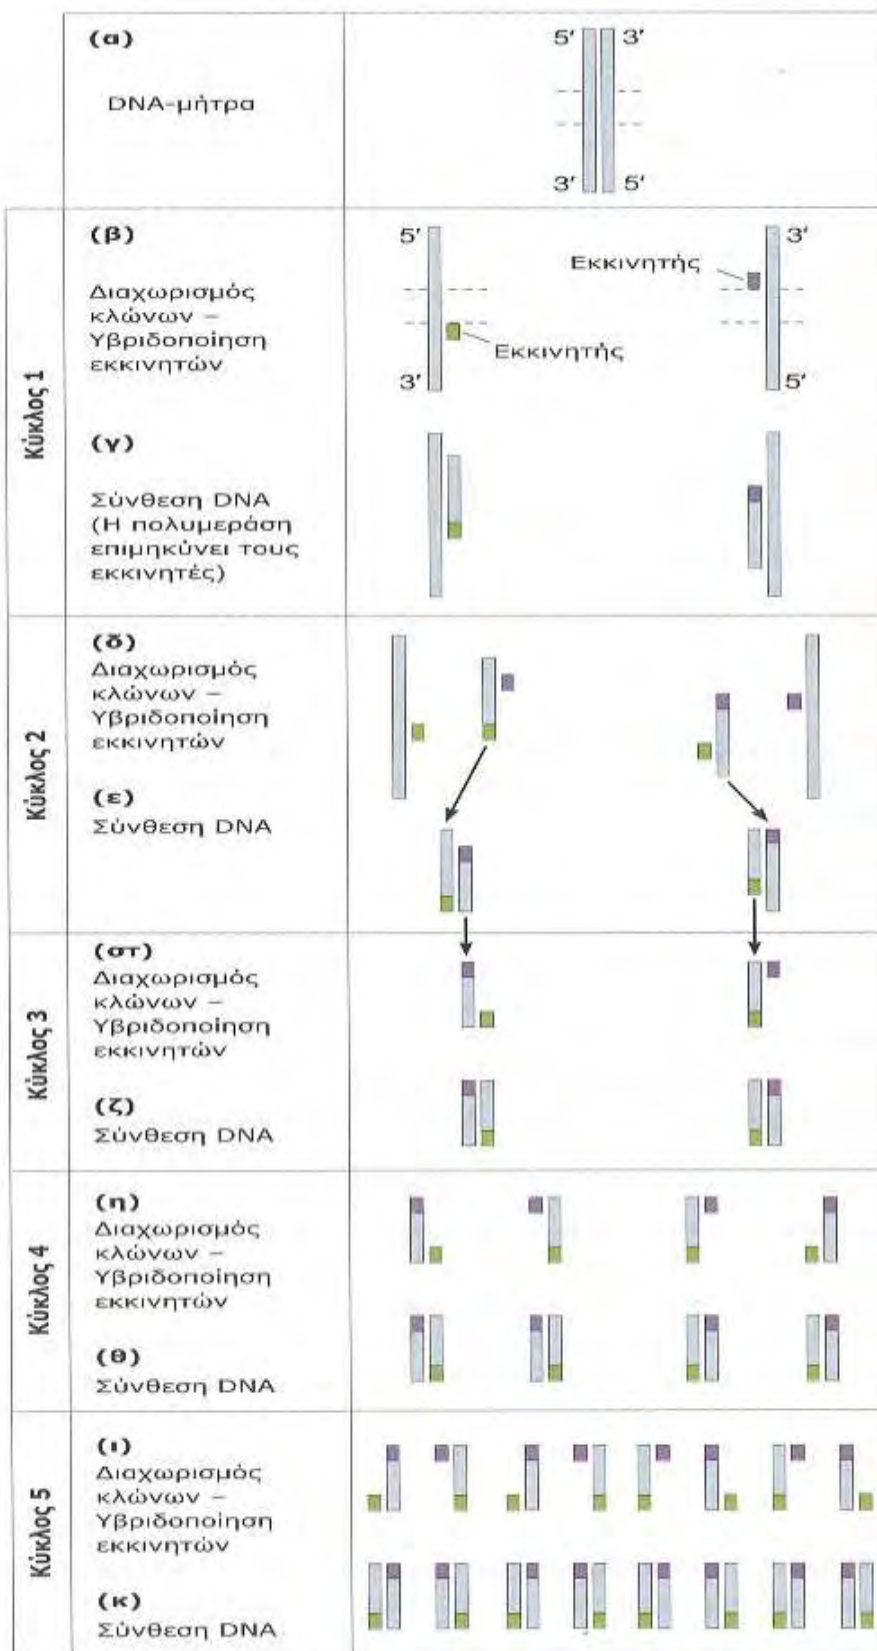 (α)
DNA-μήτρα
5′ 3′
3′ 5′
Κύκλος 1
(β)
Διαχωρισμός
κλώνων –
Υβριδοποίηση
εκκινητών
5′
3′
Εκκινητής
Εκκινητής
3′
5′
(γ)
Σύνθεση DNA
(Η πολυμεράση
επιμηκύνει τους
εκκινητές)
Κύκλος 2
(δ)
Διαχωρισμός
κλώνων –
Υβριδοποίηση
εκκινητών
(ε)
Σύνθεση DNA
Κύκλος 3
(στ)
Διαχωρισμός
κλώνων –
Υβριδοποίηση
εκκινητών
(ζ)
Σύνθεση DNA
Κύκλος 4
(η)
Διαχωρισμός
κλώνων –
Υβριδοποίηση
εκκινητών
(θ)
Σύνθεση DNA
Κύκλος 5
(ι)
Διαχωρισμός
κλώνων –
Υβριδοποίηση
εκκινητών
(κ)
Σύνθεση DNA